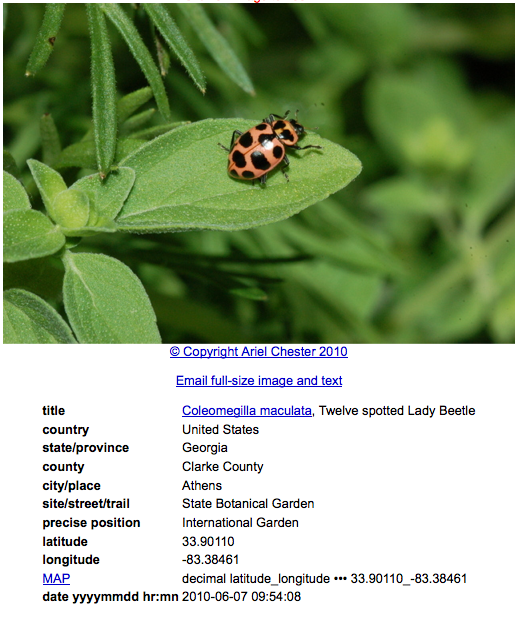 © Copyright Ariel Chester 2010
Email full-size image and text
title Coleomegilla maculata, Twelve spotted Lady Beetle
country United States
state/province Georgia
county Clarke County
city/place Athens
site/street/trail State Botanical Garden
precise position International Garden
latitude 33.90110
longitude -83.38461
MAP decimal latitude_longitude ••• 33.90110_-83.38461
date yyyymmdd hr:mn 2010-06-07 09:54:08